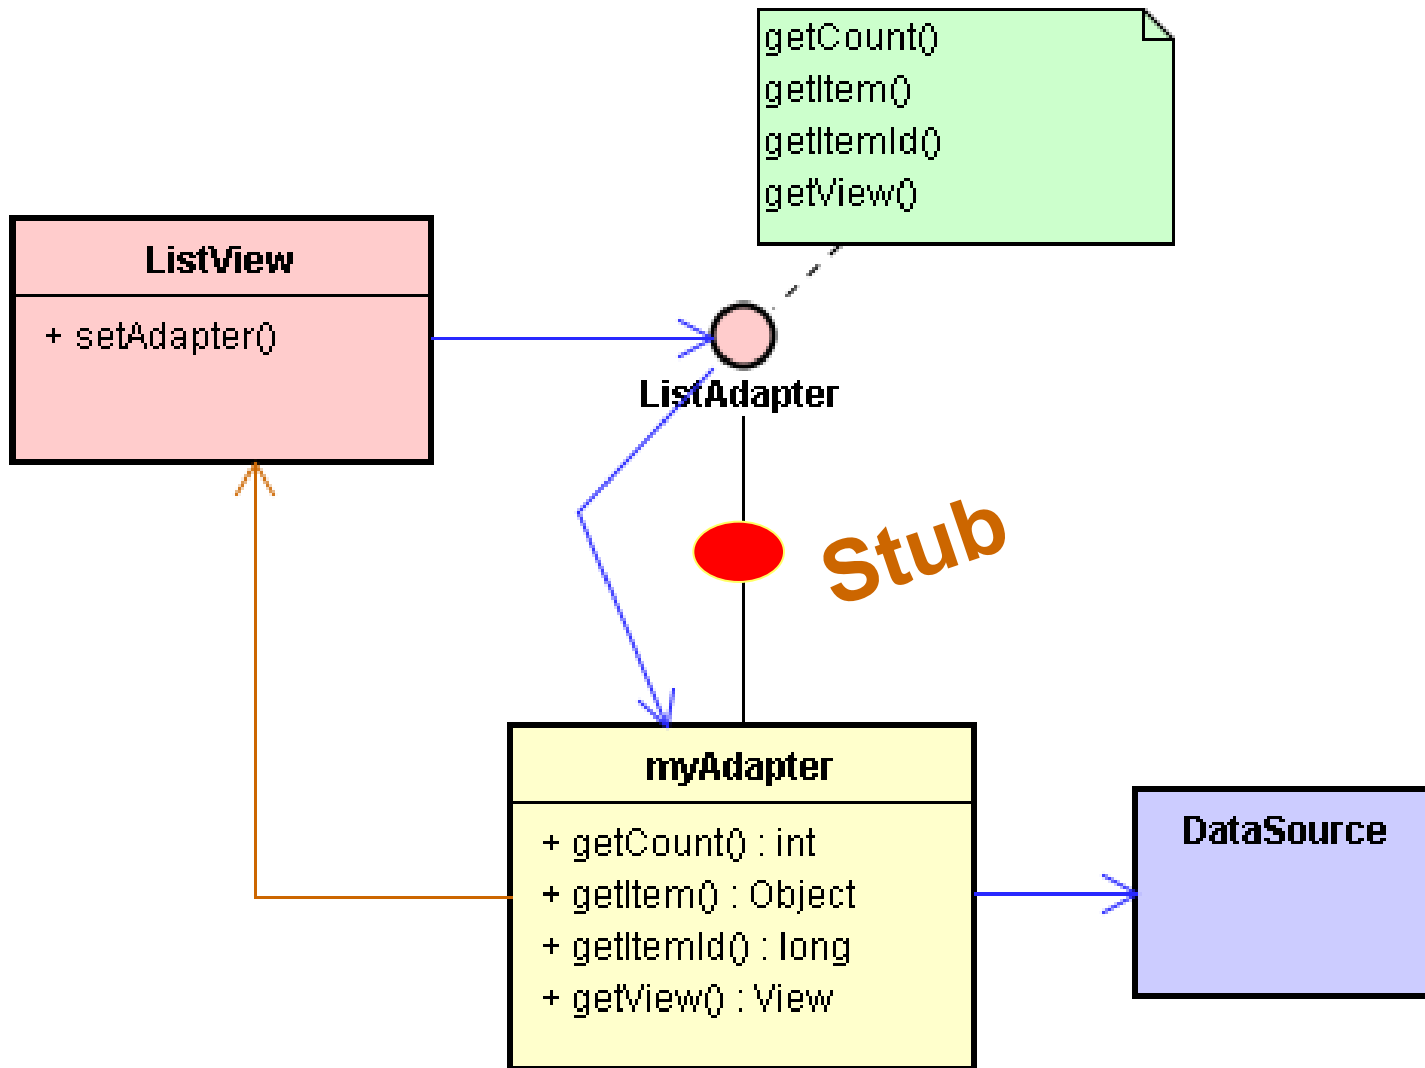 getCount()
getItem()
getItemId()
getView()
ListView
+ setAdapter()
ListAdapter
Stub
myAdapter
+ getCount() : int
+ getItem() : Object
+ getItemId() : long
+ getView() : View
DataSource